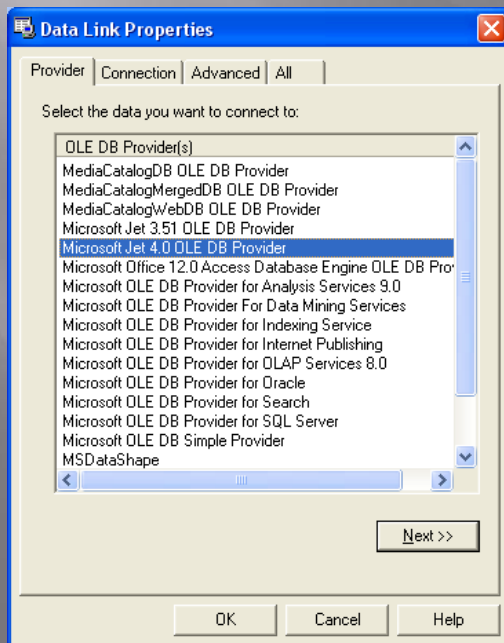 Data Link Properties
Provider Connection Advanced All
Select the data you want to connect to:
OLE DB Provider(s)
MediaCatalogDB OLE DB Provider
MediaCatalogMergedDB OLE DB Provider
MediaCatalogWebDB OLE DB Provider
Microsoft Jet 3.51 OLE DB Provider
Microsoft Jet 4.0 OLE DB Provider
Microsoft Office 12.0 Access Database Engine OLE DB Pro
Microsoft OLE DB Provider for Analysis Services 9.0
Microsoft OLE DB Provider For Data Mining Services
Microsoft OLE DB Provider for Indexing Service
Microsoft OLE DB Provider for Internet Publishing
Microsoft OLE DB Provider for OLAP Services 8.0
Microsoft OLE DB Provider for Oracle
Microsoft OLE DB Provider for Search
Microsoft OLE DB Provider for SQL Server
Microsoft OLE DB Simple Provider
MSDataShape
Next >>
OK Cancel Help